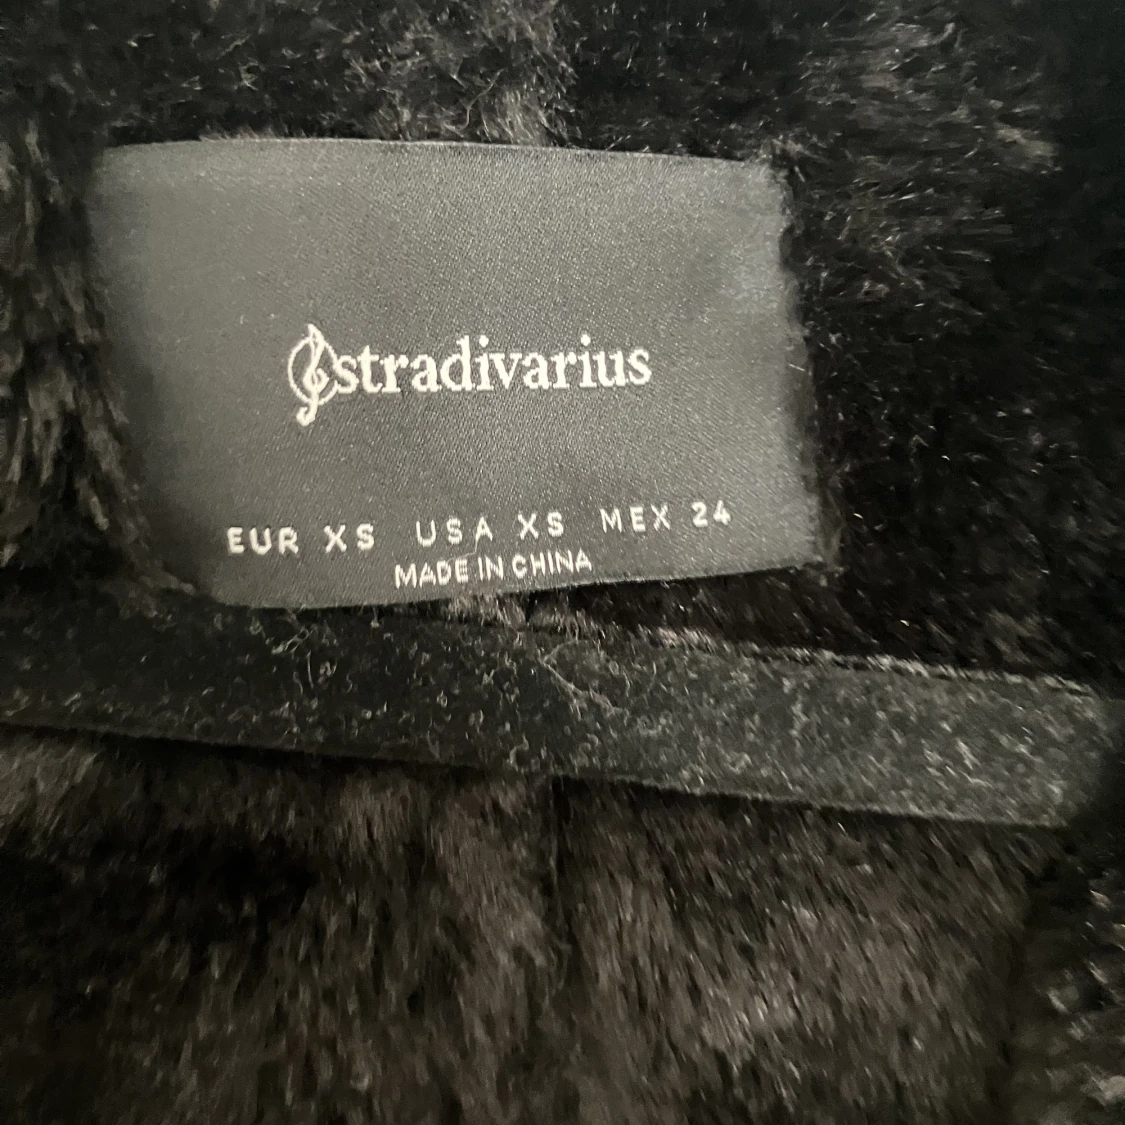 stradivarius
EUR XS USA XS MEX 24
MADE IN CHINA